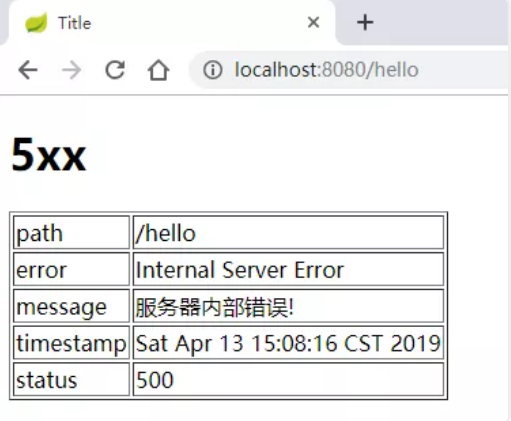 Title
localhost:8080/hello
5xx
path /hello
error Internal Server Error
message 服务器内部错误!
timestamp Sat Apr 13 15:08:16 CST 2019
status 500